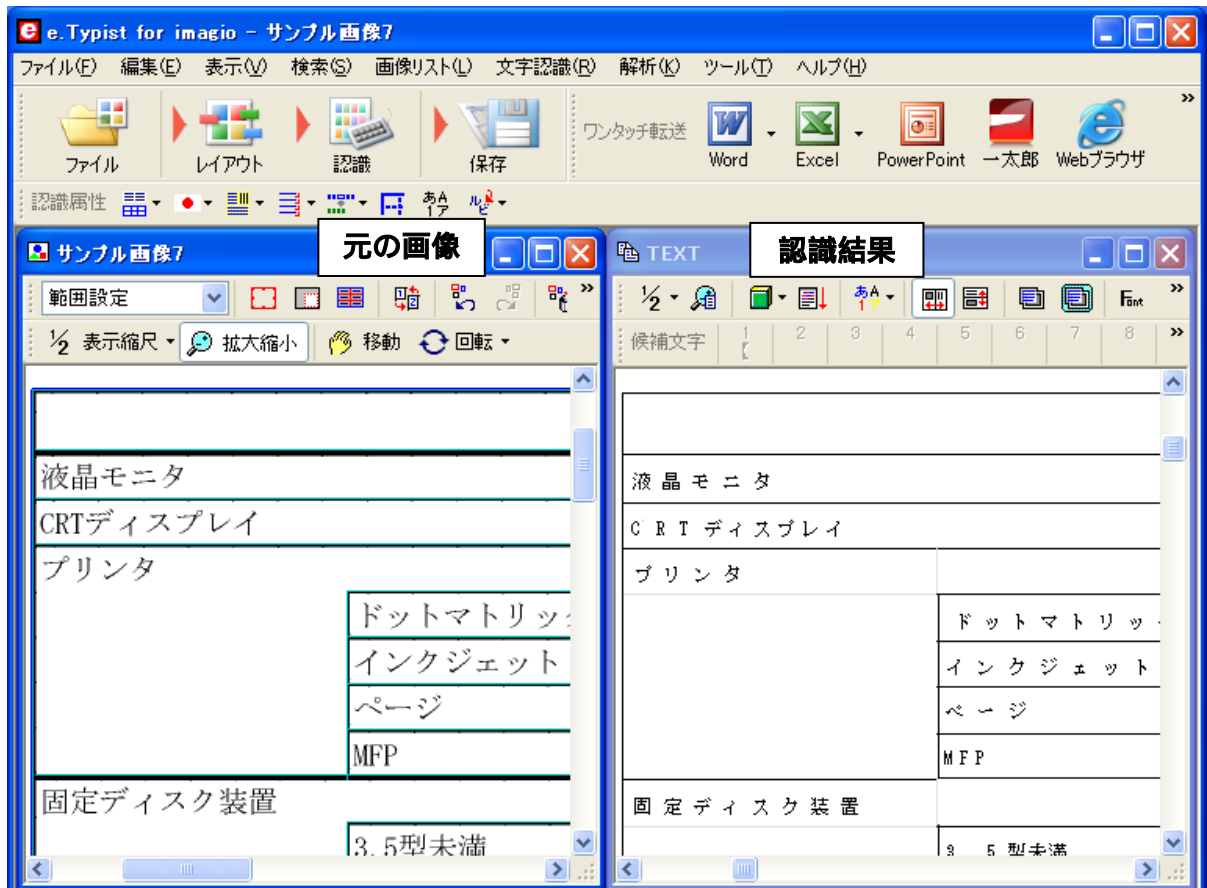 e.Typist for imagio - サンプル画像7
ファイル(F) 編集(E) 表示(V) 検索(S) 画像リスト(L) 文字認識(R) 解析(K) ツール(T) ヘルプ(H)
ファイル レイアウト 認識 保存 ワンタッチ転送 Word Excel PowerPoint 一太郎 Webブラウザ
認識属性
元の画像
認識結果
サンプル画像7
範囲設定
1/2 表示縮尺 拡大縮小 移動 回転
液晶モニタ
CRTディスプレイ
プリンタ
ドットマトリッ
インクジェット
ページ
MFP
固定ディスク装置
3.5型未満
TEXT
1/2 Font
候補文字 1 2 3 4 5 6 7 8
液晶モニタ
CRTディスプレイ
プリンタ
ドットマトリッ
インクジェット
ページ
MFP
固定ディスク装置
3.5型未満